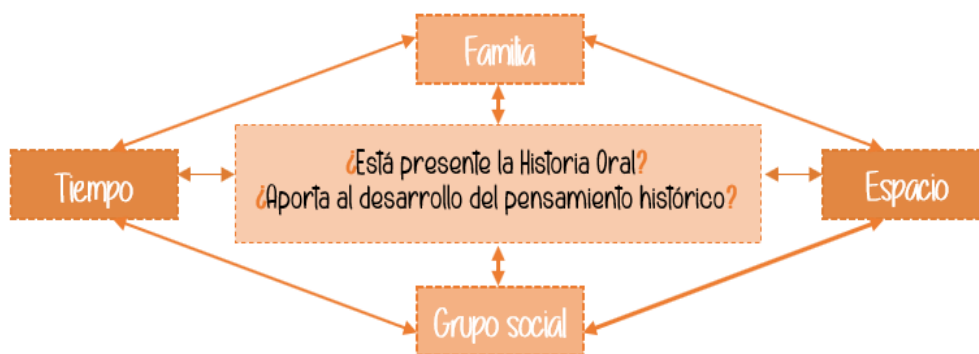 Familia
¿Está presente la Historia Oral?
¿Aporta al desarrollo del pensamiento histórico?
Tiempo
Espacio
Grupo social